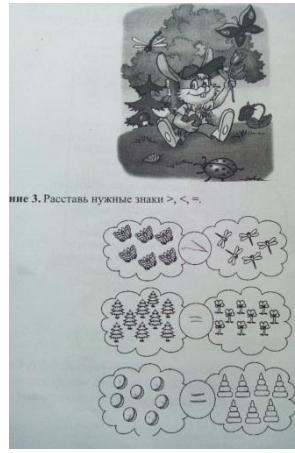 ние 3. Расставь нужные знаки >, <, =.
>
=
=